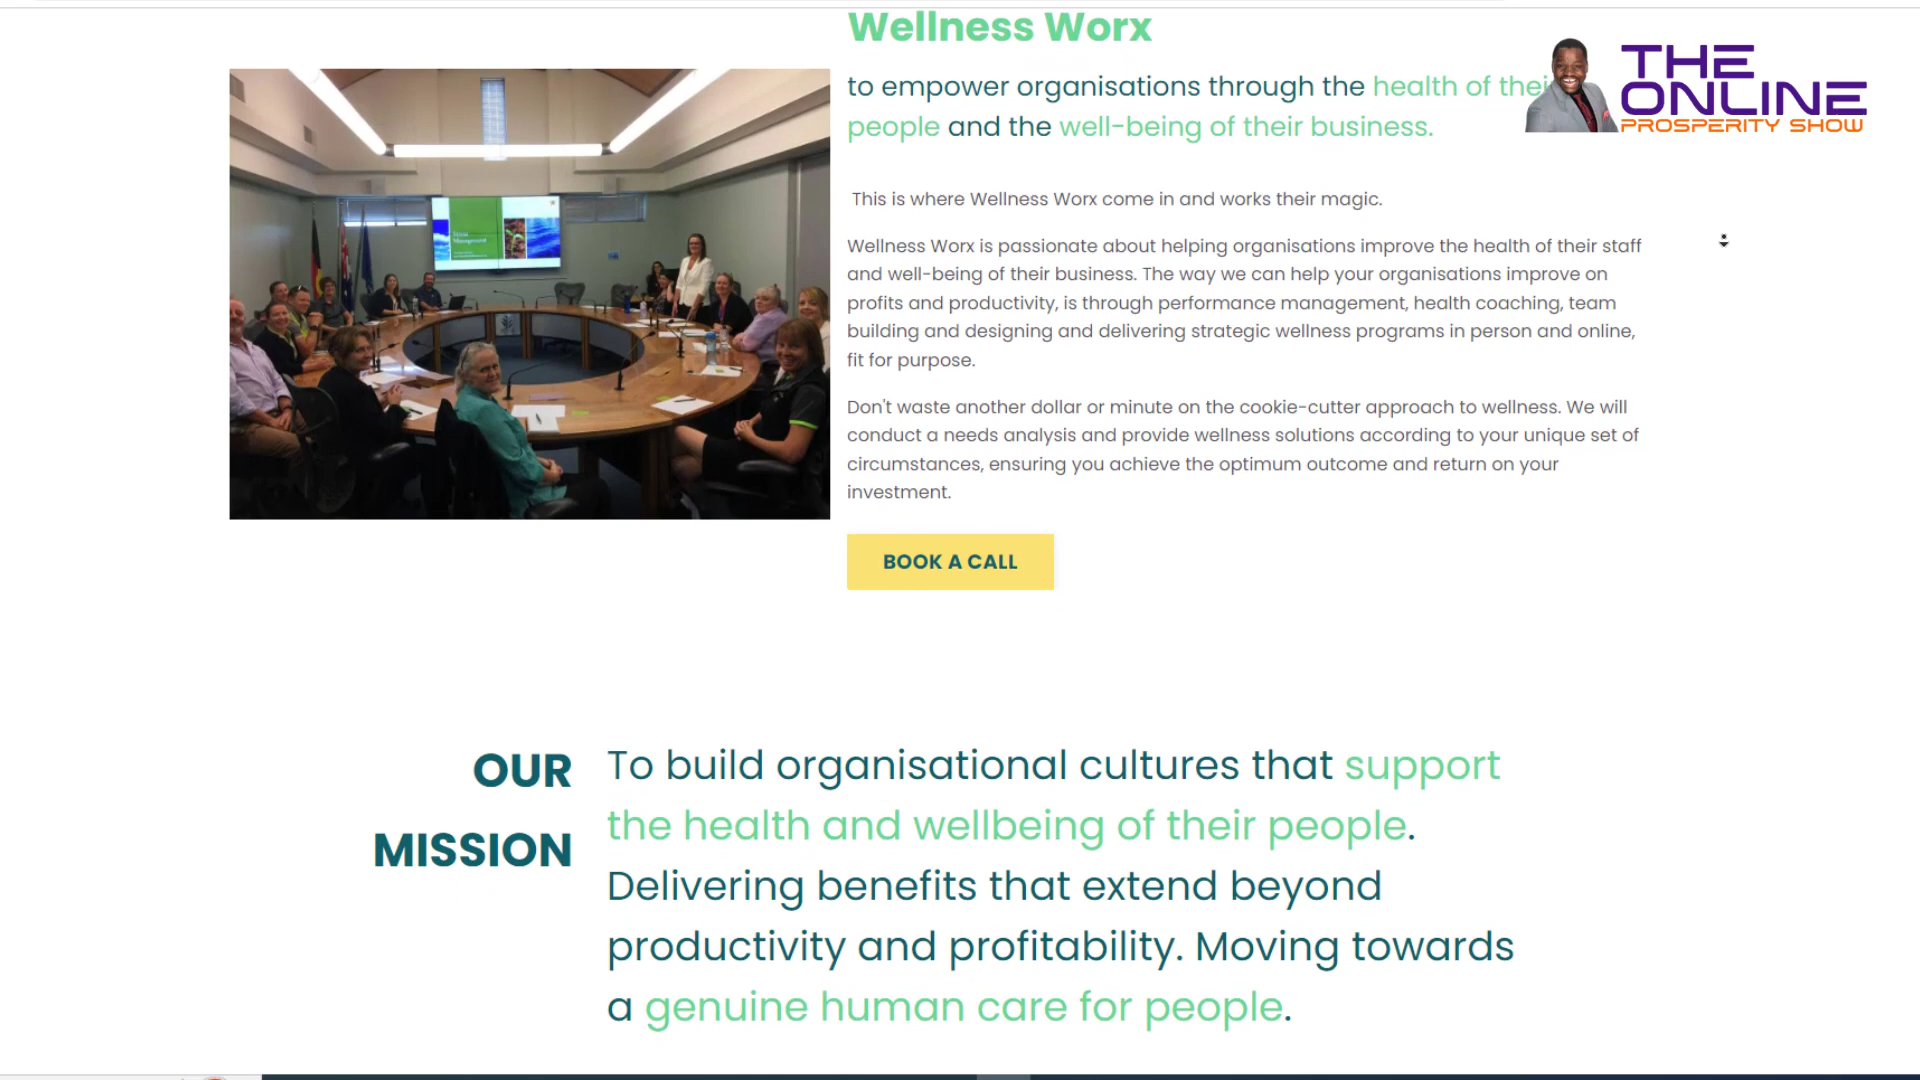 Wellness Worx
to empower organisations through the health of their
people and the well-being of their business.
THE
ONLINE
PROSPERITY SHOW
This is where Wellness Worx come in and works their magic.
Wellness Worx is passionate about helping organisations improve the health of their staff
and well-being of their business. The way we can help your organisations improve on
profits and productivity, is through performance management, health coaching, team
building and designing and delivering strategic wellness programs in person and online,
fit for purpose.
Don't waste another dollar or minute on the cookie-cutter approach to wellness. We will
conduct a needs analysis and provide wellness solutions according to your unique set of
circumstances, ensuring you achieve the optimum outcome and return on your
investment.
BOOK A CALL
OUR
MISSION
To build organisational cultures that support
the health and wellbeing of their people.
Delivering benefits that extend beyond
productivity and profitability. Moving towards
a genuine human care for people.